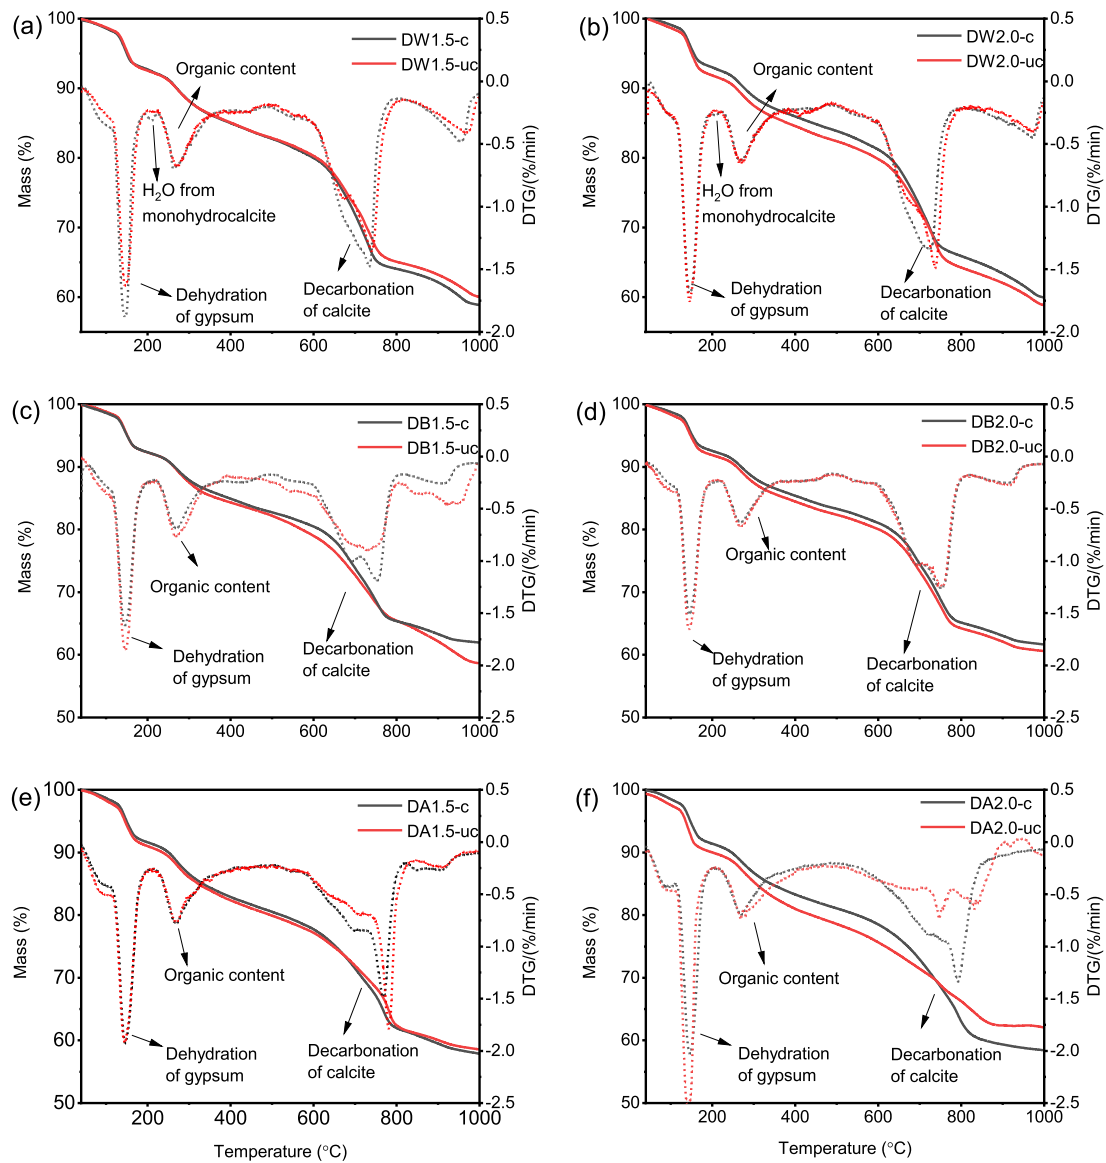 (a)
100
90
80
70
60
Mass (%)
DW1.5-c
DW1.5-uc
Organic content
H2O from
monohydrocalcite
Dehydration
of gypsum
Decarbonation
of calcite
0.5
0.0
-0.5
-1.0
-1.5
-2.0
DTG/(%/min)
200 400 600 800 1000
(b)
100
90
80
70
60
Mass (%)
DW2.0-c
DW2.0-uc
Organic content
H2O from
monohydrocalcite
Dehydration
of gypsum
Decarbonation
of calcite
0.5
0.0
-0.5
-1.0
-1.5
-2.0
DTG/(%/min)
200 400 600 800 1000
(c)
100
90
80
70
60
50
Mass (%)
DB1.5-c
DB1.5-uc
Organic content
Dehydration
of gypsum
Decarbonation
of calcite
0.5
0.0
-0.5
-1.0
-1.5
-2.0
-2.5
DTG/(%/min)
200 400 600 800 1000
(d)
100
90
80
70
60
50
Mass (%)
DB2.0-c
DB2.0-uc
Organic content
Dehydration
of gypsum
Decarbonation
of calcite
0.5
0.0
-0.5
-1.0
-1.5
-2.0
-2.5
DTG/(%/min)
200 400 600 800 1000
(e)
100
90
80
70
60
50
Mass (%)
DA1.5-c
DA1.5-uc
Organic content
Dehydration
of gypsum
Decarbonation
of calcite
0.5
0.0
-0.5
-1.0
-1.5
-2.0
-2.5
DTG/(%/min)
200 400 600 800 1000
Temperature (°C)
(f)
100
90
80
70
60
50
Mass (%)
DA2.0-c
DA2.0-uc
Organic content
Dehydration
of gypsum
Decarbonation
of calcite
0.5
0.0
-0.5
-1.0
-1.5
-2.0
-2.5
DTG/(%/min)
200 400 600 800 1000
Temperature (°C)